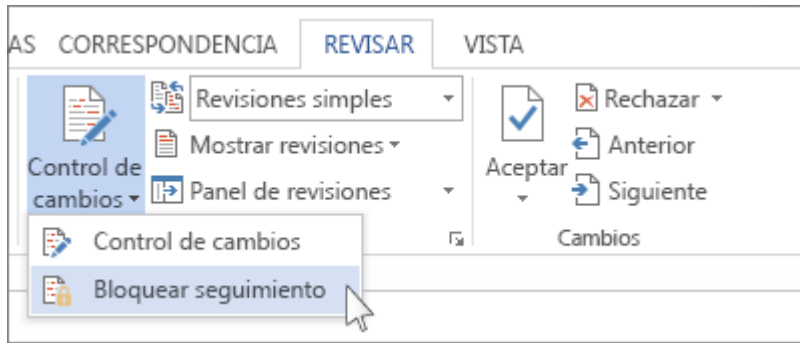 AS CORRESPONDENCIA REVISAR VISTA
Control de cambios
Revisiones simples
Mostrar revisiones
Panel de revisiones
Aceptar
Rechazar
Anterior
Siguiente
Cambios
Control de cambios
Bloquear seguimiento